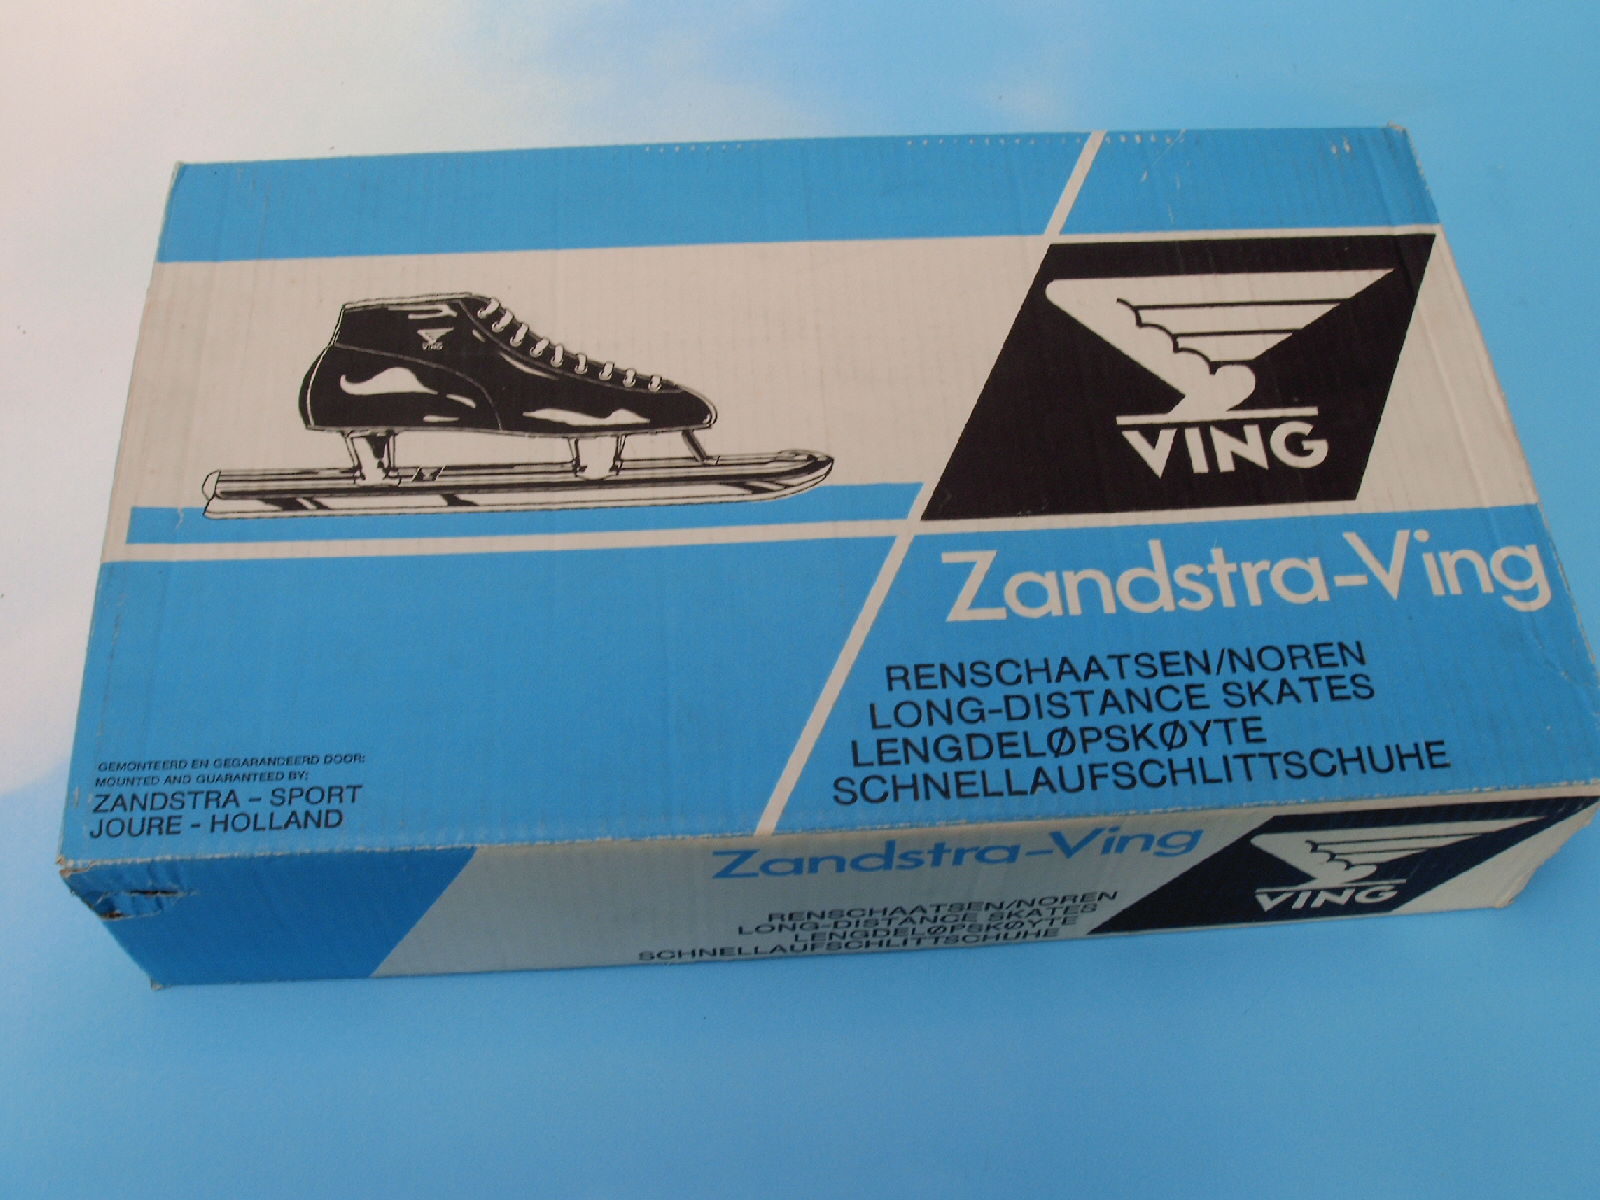 VING
VING
Zandstra-Ving
RENSCHAATSEN/NOREN
LONG-DISTANCE SKATES
LENGDELØPSKØYTE
SCHNELLAUFSCHLITTSCHUHE
GEMONTEERD EN GEGARANDEERD DOOR:
MOUNTED AND GUARANTEED BY:
ZANDSTRA - SPORT
JOURE - HOLLAND
Zandstra-Ving
RENSCHAATSEN/NOREN
LONG-DISTANCE SKATES
LENGDELØPSKØYTE
SCHNELLAUFSCHLITTSCHUHE
VING